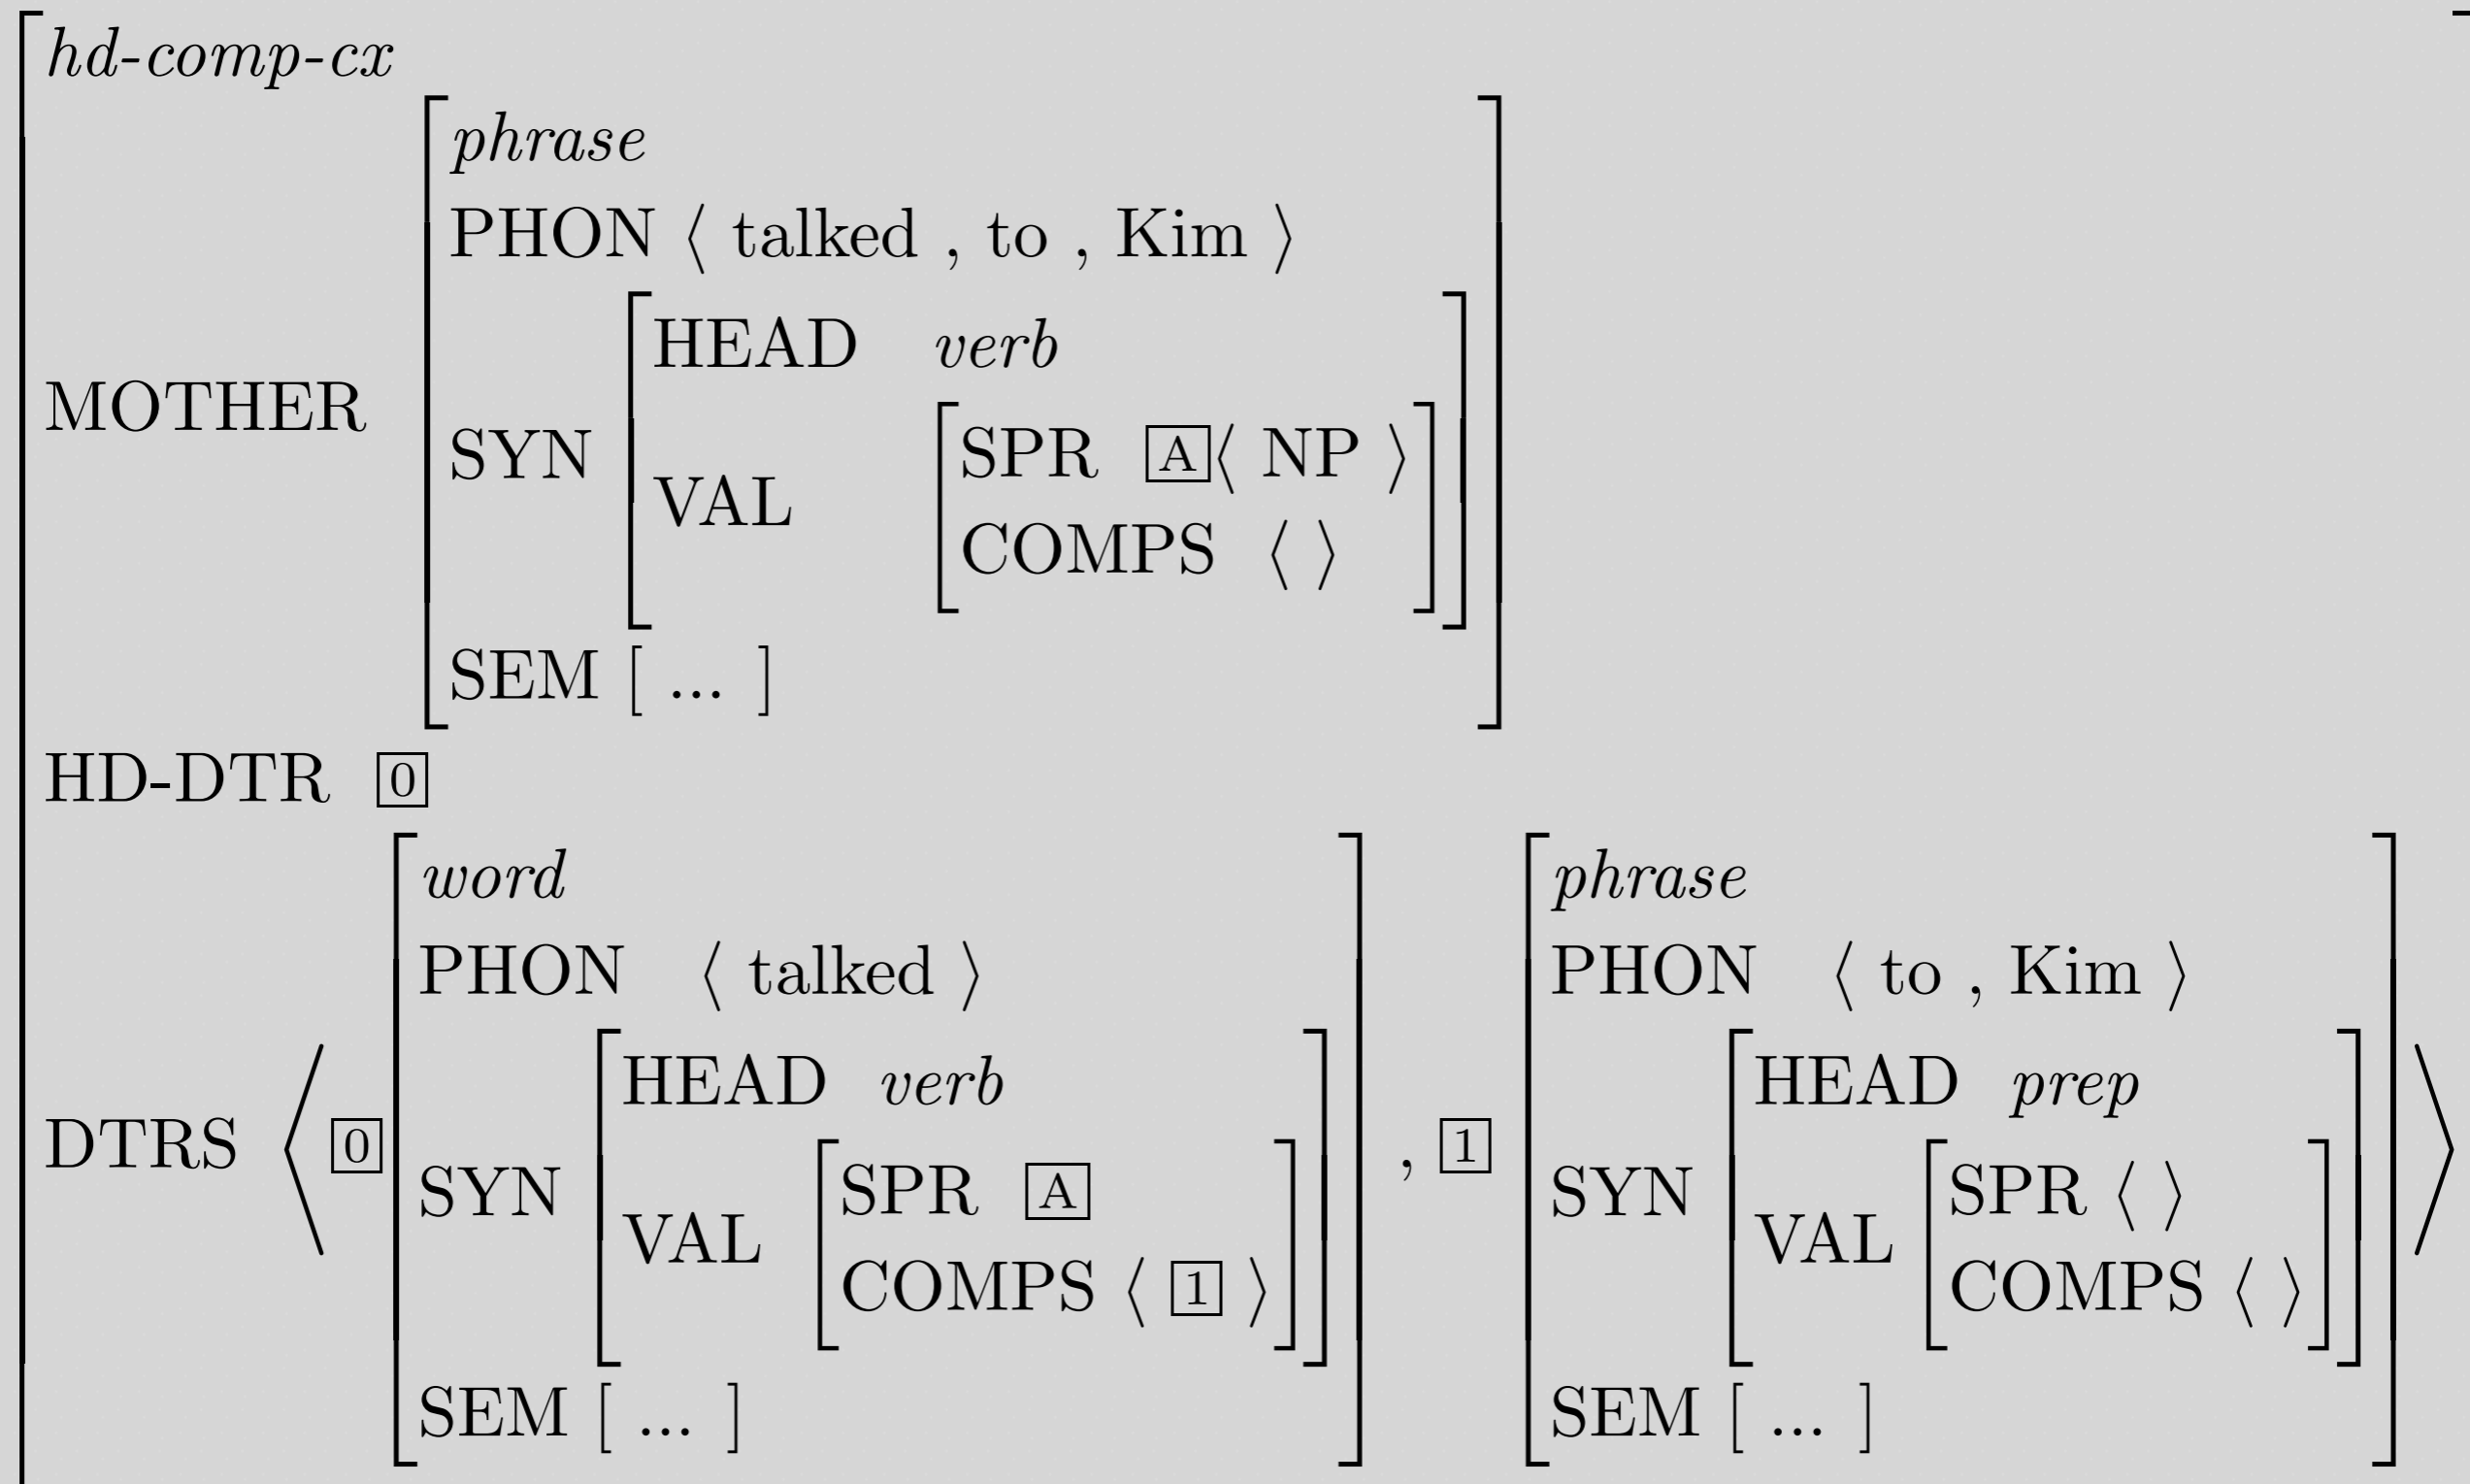 hd-comp-cx
phrase
PHON ⟨ talked , to , Kim ⟩
HEAD verb
MOTHER
SYN
SPR A⟨ NP ⟩
VAL
COMPS ⟨ ⟩
SEM [ ... ]
HD-DTR 0
word
PHON ⟨ talked ⟩
HEAD verb
DTRS ⟨ 0
SYN
SPR A
VAL
COMPS ⟨ 1 ⟩
SEM [ ... ]
, 1
phrase
PHON ⟨ to , Kim ⟩
HEAD prep
SYN
SPR ⟨ ⟩
VAL
COMPS ⟨ ⟩
SEM [ ... ]
⟩